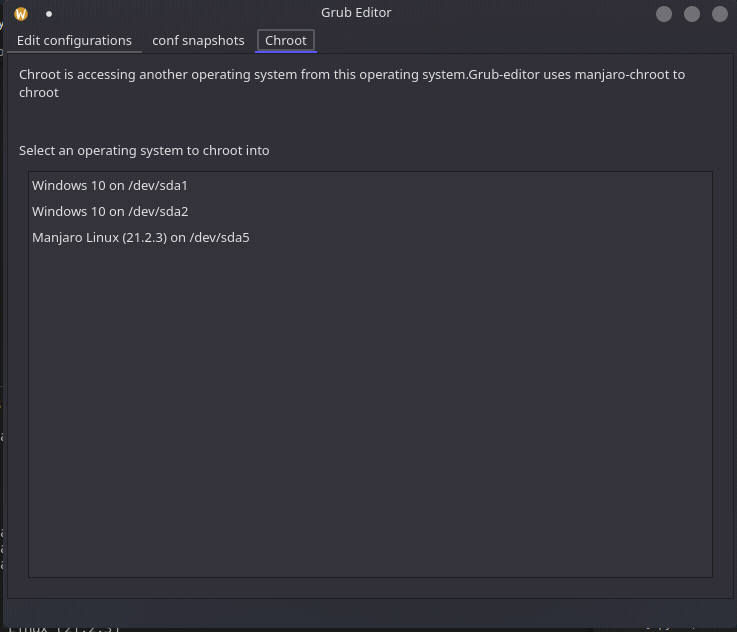 Grub Editor
Edit configurations conf snapshots Chroot
Chroot is accessing another operating system from this operating system.Grub-editor uses manjaro-chroot to
chroot
Select an operating system to chroot into
Windows 10 on /dev/sda1
Windows 10 on /dev/sda2
Manjaro Linux (21.2.3) on /dev/sda5